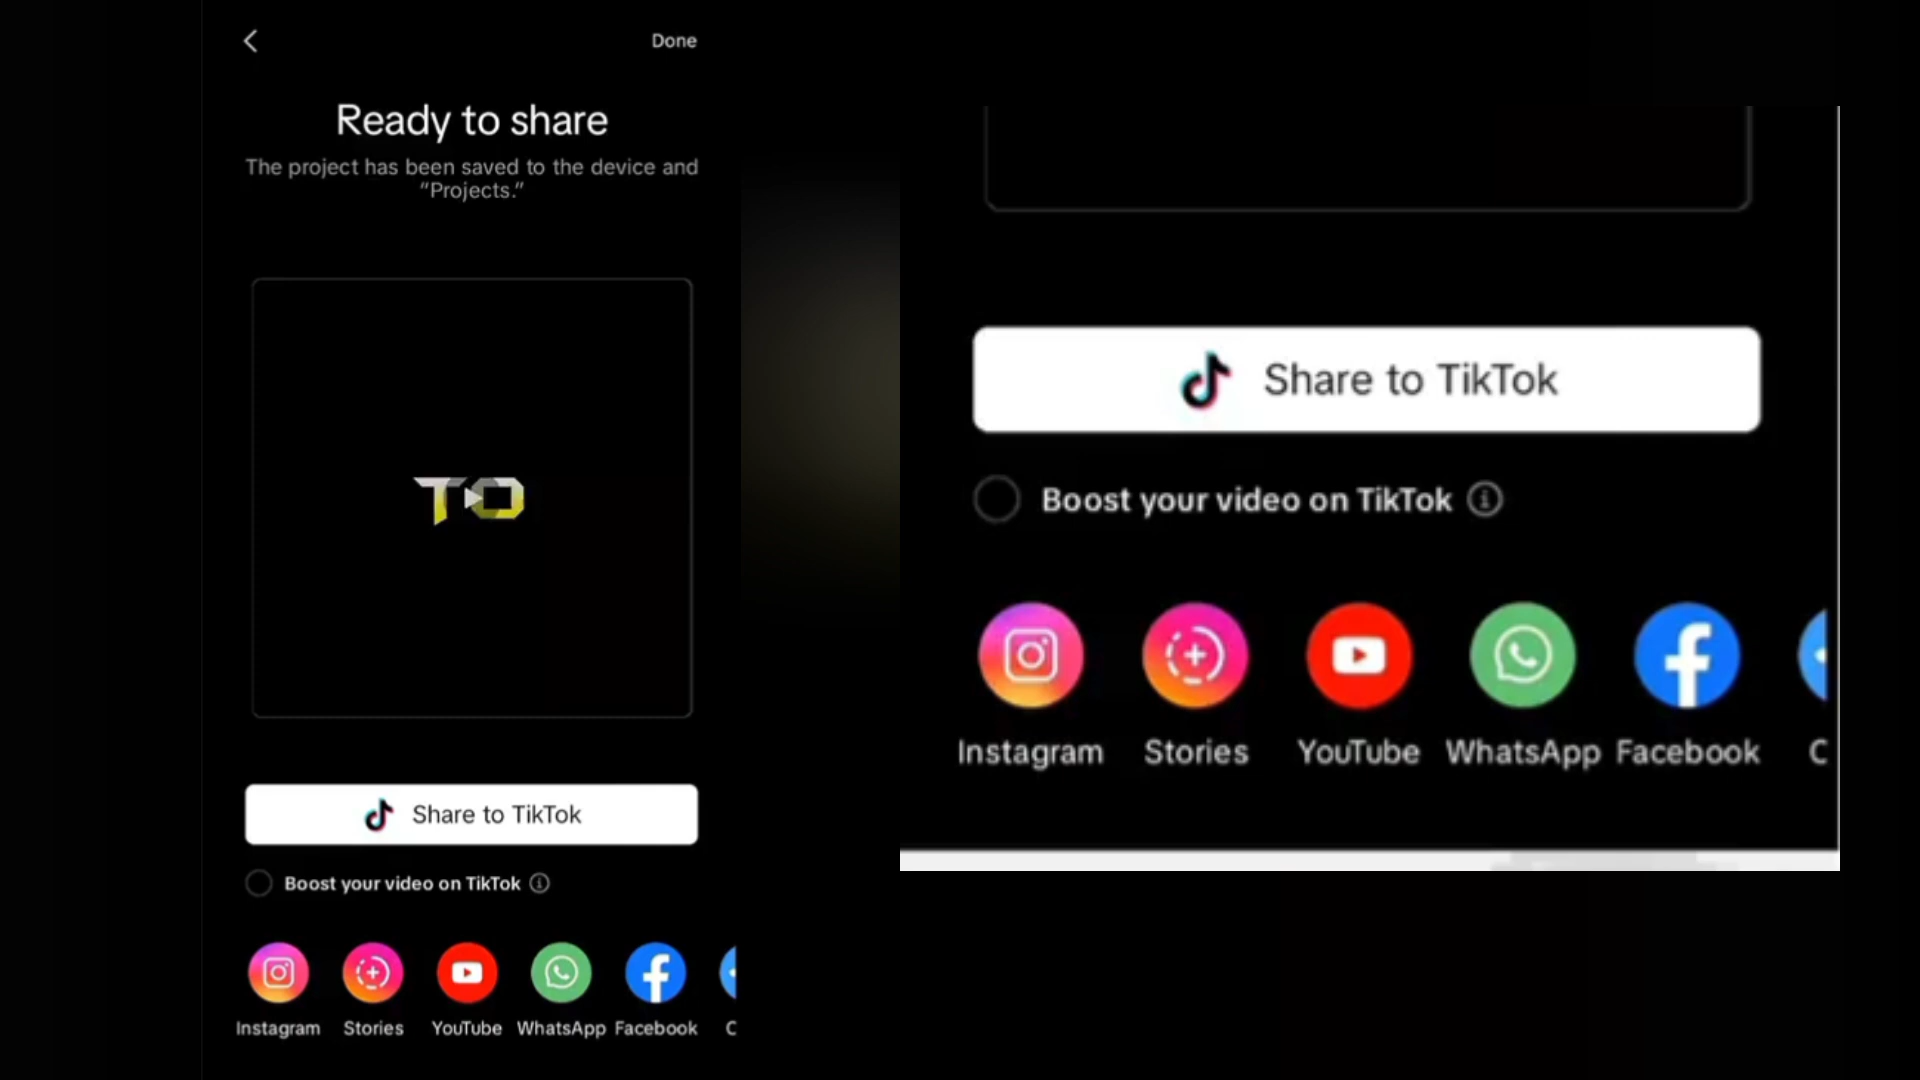 Done
Ready to share
The project has been saved to the device and
“Projects.”
TO
Share to TikTok
Boost your video on TikTok
Instagram Stories YouTube WhatsApp Facebook C
Share to TikTok
Boost your video on TikTok
Instagram Stories YouTube WhatsApp Facebook C